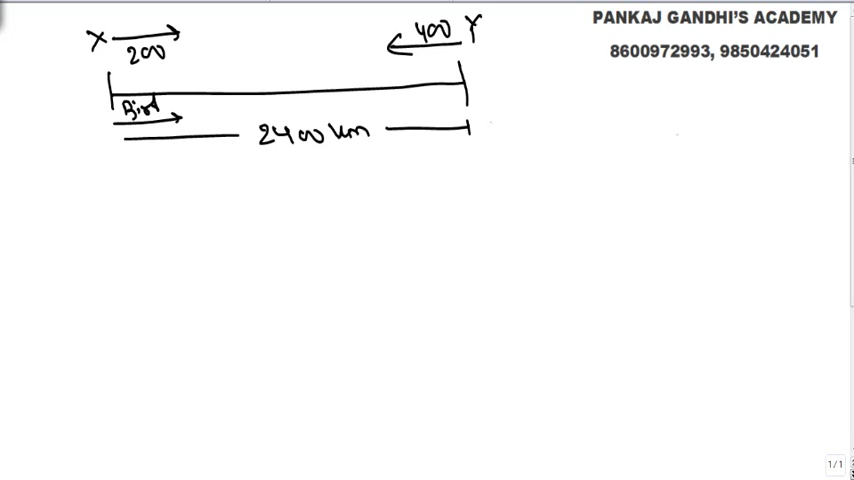 X 400 Y
200
PANKAJ GANDHI'S ACADEMY
8600972993, 9850424051
Bird
2400 km
1/1